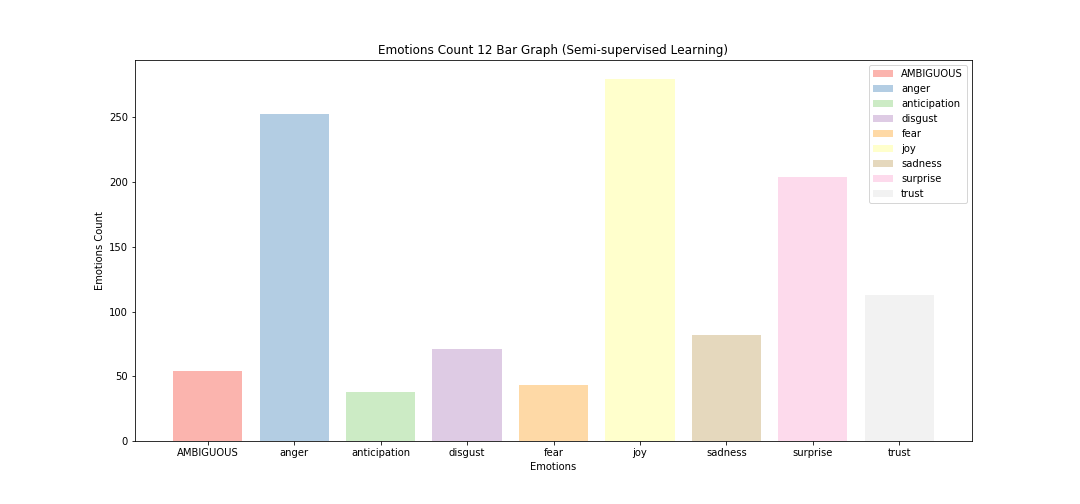 Emotions Count 12 Bar Graph (Semi-supervised Learning)
AMBIGUOUS
anger
anticipation
disgust
fear
joy
sadness
surprise
trust
Emotions Count
250
200
150
100
50
0
AMBIGUOUS anger anticipation disgust fear joy sadness surprise trust
Emotions